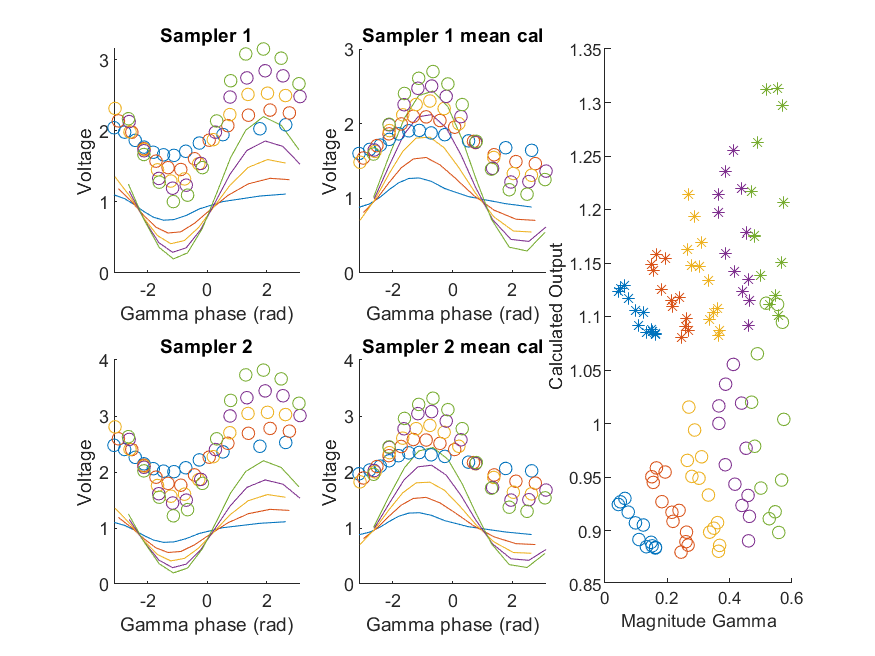 Sampler 1
Voltage
3
2
1
0
-2 0 2
Gamma phase (rad)
Sampler 1 mean cal
Voltage
3
2
1
0
-2 0 2
Gamma phase (rad)
Sampler 2
Voltage
4
3
2
1
0
-2 0 2
Gamma phase (rad)
Sampler 2 mean cal
Voltage
4
3
2
1
0
-2 0 2
Gamma phase (rad)
Calculated Output
1.35
1.3
1.25
1.2
1.15
1.1
1.05
1
0.95
0.9
0.85
0 0.2 0.4 0.6
Magnitude Gamma